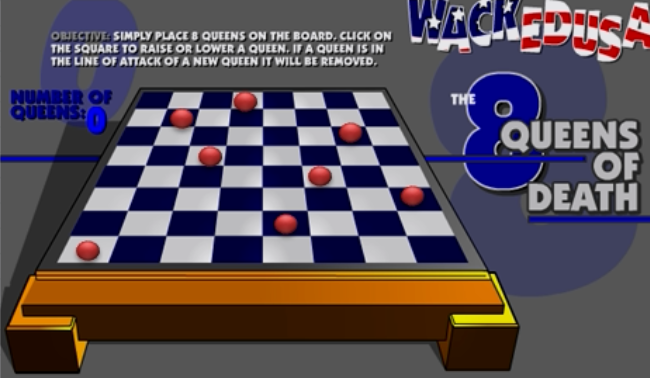 OBJECTIVE: SIMPLY PLACE 8 QUEENS ON THE BOARD. CLICK ON
THE SQUARE TO RAISE OR LOWER A QUEEN. IF A QUEEN IS IN
THE LINE OF ATTACK OF A NEW QUEEN IT WILL BE REMOVED.
WACKEDUSA
NUMBER OF
QUEENS: 0
THE 8
QUEENS
OF
DEATH